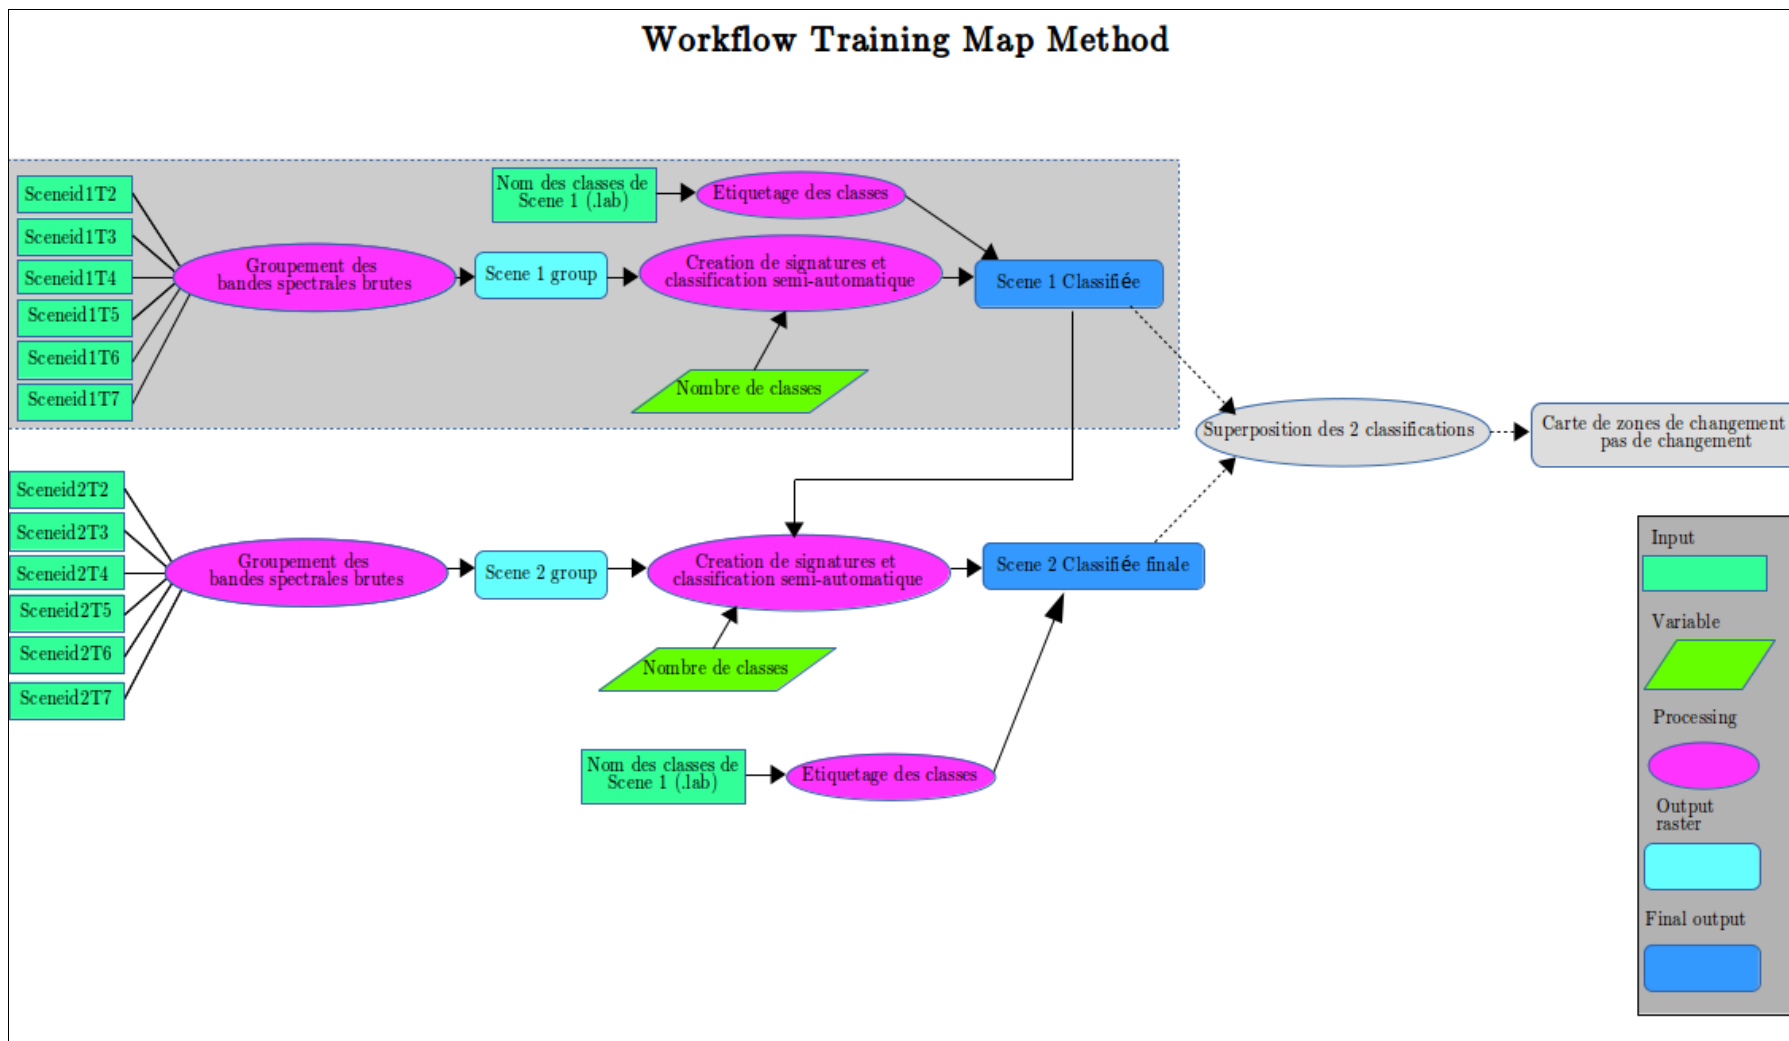 Workflow Training Map Method
Sceneid1T2
Sceneid1T3
Sceneid1T4
Sceneid1T5
Sceneid1T6
Sceneid1T7
Groupement des
bandes spectrales brutes
Scene 1 group
Nom des classes de
Scene 1 (.lab)
Etiquetage des classes
Creation de signatures et
classification semi-automatique
Nombre de classes
Scene 1 Classifiée
Superposition des 2 classifications
Carte de zones de changement
pas de changement
Sceneid2T2
Sceneid2T3
Sceneid2T4
Sceneid2T5
Sceneid2T6
Sceneid2T7
Groupement des
bandes spectrales brutes
Scene 2 group
Creation de signatures et
classification semi-automatique
Scene 2 Classifiée finale
Nombre de classes
Nom des classes de
Scene 1 (.lab)
Etiquetage des classes
Input
Variable
Processing
Output
raster
Final output